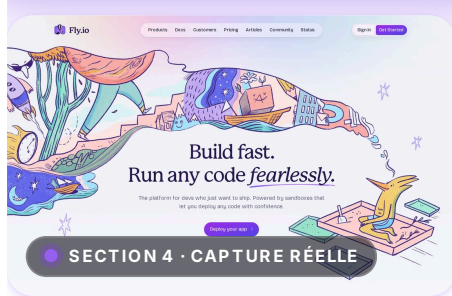 Fly.io
Products Docs Customers Pricing Articles Community Status
Sign In Get Started
Build fast.
Run any code fearlessly.
The platform for devs who just want to ship. Powered by sandboxes that
let you deploy any code with confidence.
Deploy your app
SECTION 4 · CAPTURE RÉELLE